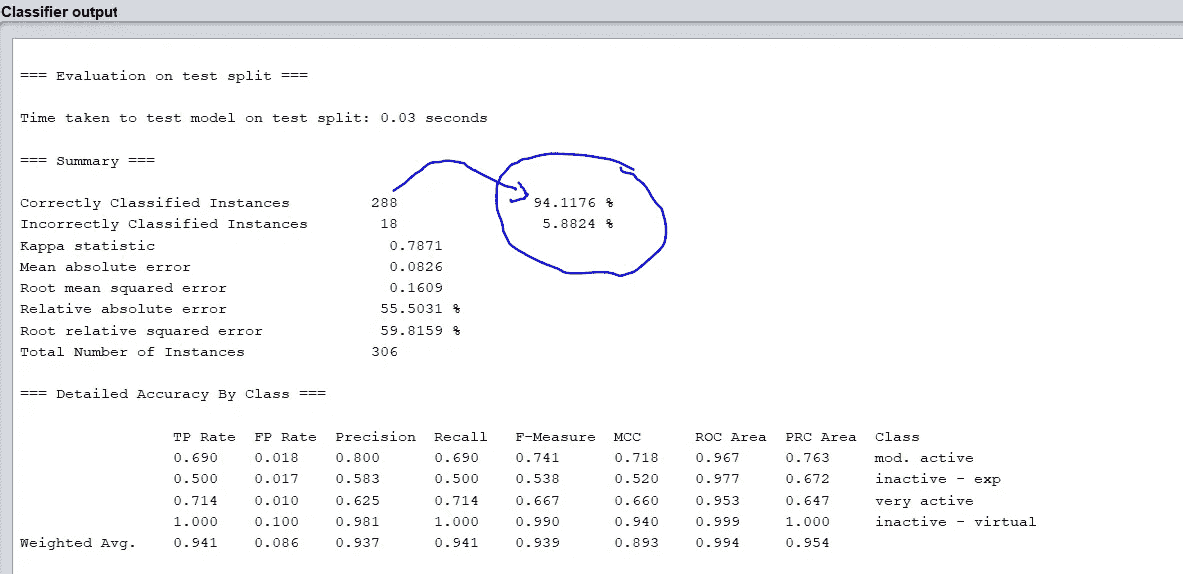 Classifier output
=== Evaluation on test split ===
Time taken to test model on test split: 0.03 seconds
=== Summary ===
Correctly Classified Instances 288 94.1176 %
Incorrectly Classified Instances 18 5.8824 %
Kappa statistic 0.7871
Mean absolute error 0.0826
Root mean squared error 0.1609
Relative absolute error 55.5031 %
Root relative squared error 59.8159 %
Total Number of Instances 306
=== Detailed Accuracy By Class ===
TP Rate FP Rate Precision Recall F-Measure MCC ROC Area PRC Area Class
0.690 0.018 0.800 0.690 0.741 0.718 0.967 0.763 mod. active
0.500 0.017 0.583 0.500 0.538 0.520 0.977 0.672 inactive - exp
0.714 0.010 0.625 0.714 0.667 0.660 0.953 0.647 very active
1.000 0.100 0.981 1.000 0.990 0.940 0.999 1.000 inactive - virtual
Weighted Avg. 0.941 0.086 0.937 0.941 0.939 0.893 0.994 0.954